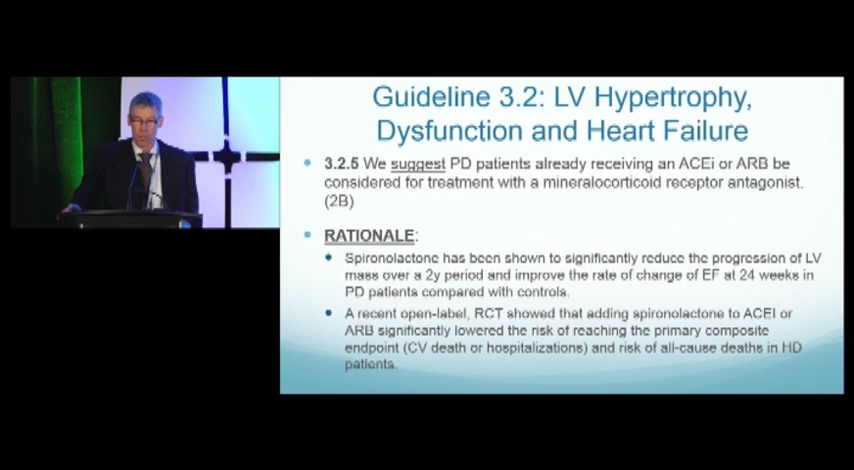 Guideline 3.2: LV Hypertrophy,
Dysfunction and Heart Failure
3.2.5 We suggest PD patients already receiving an ACEi or ARB be
considered for treatment with a mineralocorticoid receptor antagonist.
(2B)
RATIONALE:
Spironolactone has been shown to significantly reduce the progression of LV
mass over a 2y period and improve the rate of change of EF at 24 weeks in
PD patients compared with controls.
A recent open-label, RCT showed that adding spironolactone to ACEI or
ARB significantly lowered the risk of reaching the primary composite
endpoint (CV death or hospitalizations) and risk of all-cause deaths in HD
patients.